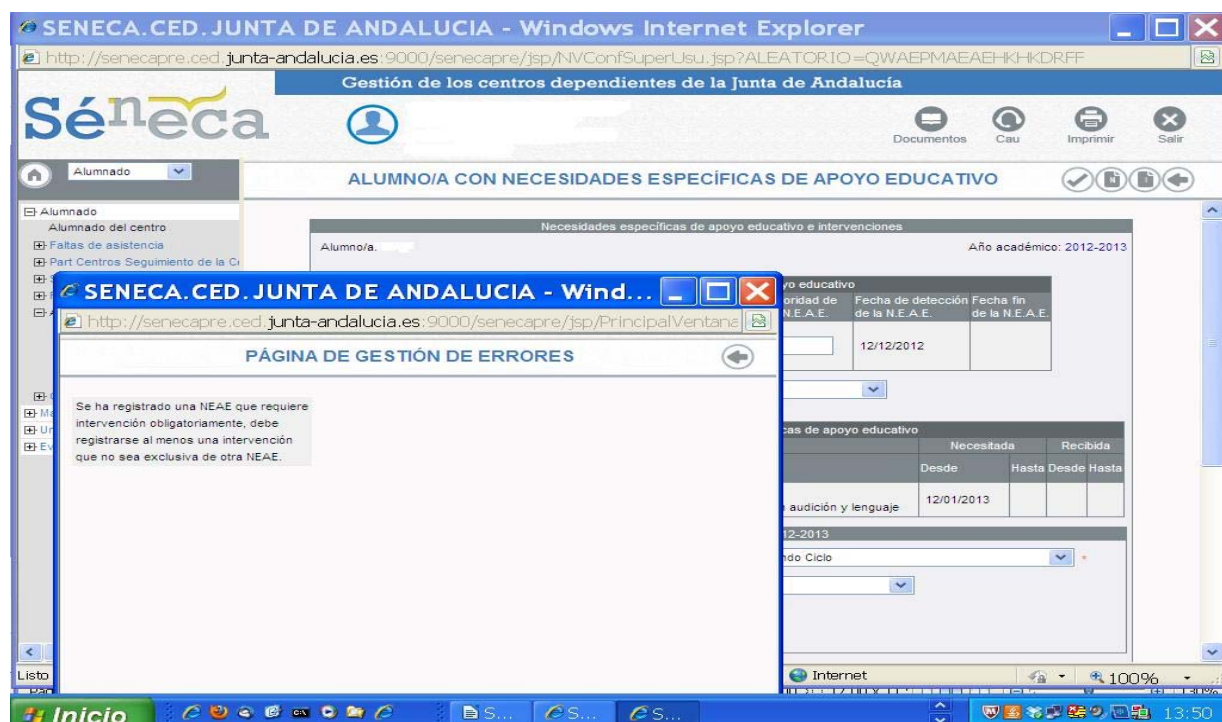 SENECA.CED.JUNTA DE ANDALUCIA - Windows Internet Explorer
http://senecapre.ced.junta-andalucia.es:9000/senecapre/jsp/NVConfSuperUsu.jsp?ALEATORIO=QWAEPMAEAEHKHKDRFF
Gestión de los centros dependientes de la Junta de Andalucía
Séneca
Documentos Cau Imprimir Salir
Alumnado
ALUMNO/A CON NECESIDADES ESPECÍFICAS DE APOYO EDUCATIVO
Alumnado
Alumnado del centro
Faltas de asistencia
Part Centros Seguimiento de la
Necesidades específicas de apoyo educativo e intervenciones
Alumno/a. Año académico: 2012-2013
educativo
de Fecha de detección Fecha fin
N.E.A.E. de la N.E.A.E. de la N.E.A.E.
12/12/2012
SENECA.CED.JUNTA DE ANDALUCIA - Wind...
http://senecapre.ced.junta-andalucia.es:9000/senecapre/jsp/PrincipalVentana
PÁGINA DE GESTIÓN DE ERRORES
Se ha registrado una NEAE que requiere
intervención obligatoriamente, debe
registrarse al menos una intervención
que no sea exclusiva de otra NEAE.
de apoyo educativo
Necesitada Recibida
Desde Hasta Desde Hasta
audición y lenguaje 12/01/2013
12-2013
Ciclo
Listo Internet 100%
Inicio S... S... S... 13:50